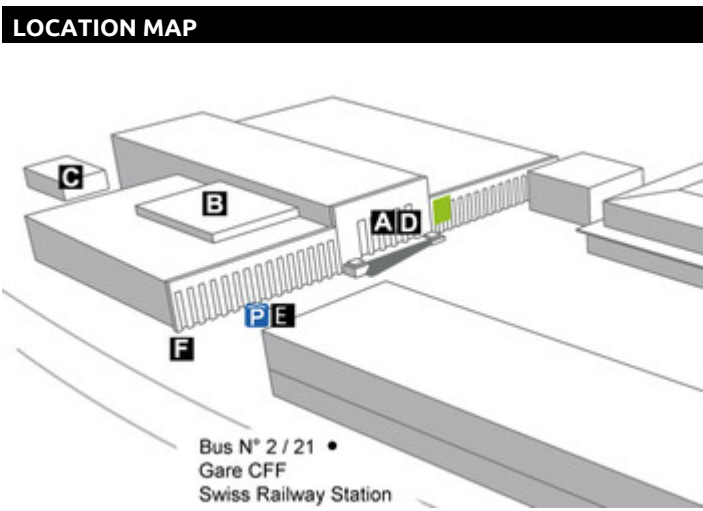 LOCATION MAP
C
B
A D
P E
F
Bus N° 2 / 21 •
Gare CFF
Swiss Railway Station